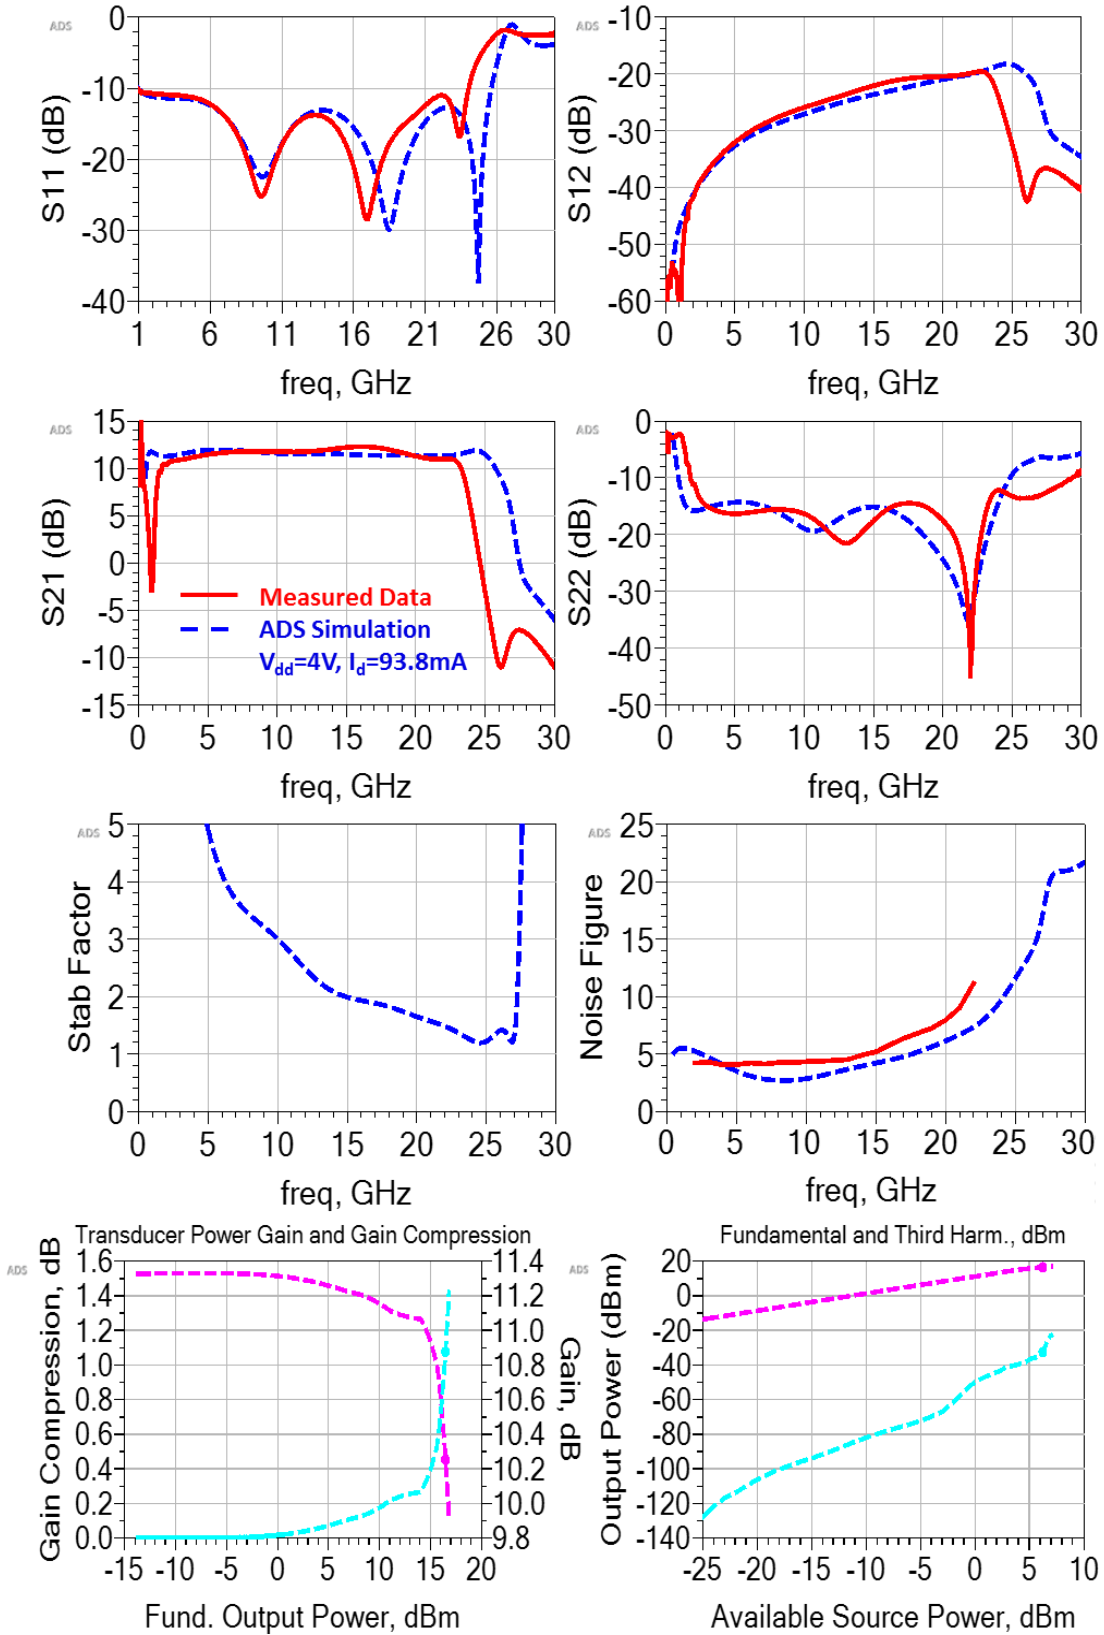 ADS
0
-10
-20
-30
-40
S11 (dB)
1 6 11 16 21 26 30
freq, GHz
ADS
-10
-20
-30
-40
-50
-60
S12 (dB)
0 5 10 15 20 25 30
freq, GHz
ADS
15
10
5
0
-5
-10
-15
S21 (dB)
Measured Data
ADS Simulation
Vdd=4V, Id=93.8mA
0 5 10 15 20 25 30
freq, GHz
ADS
0
-10
-20
-30
-40
-50
S22 (dB)
0 5 10 15 20 25 30
freq, GHz
ADS
5
4
3
2
1
0
Stab Factor
0 5 10 15 20 25 30
freq, GHz
ADS
25
20
15
10
5
0
Noise Figure
0 5 10 15 20 25 30
freq, GHz
Transducer Power Gain and Gain Compression
ADS
1.6
1.4
1.2
1.0
0.8
0.6
0.4
0.2
0.0
Gain Compression, dB
11.4
11.2
11.0
10.8
10.6
10.4
10.2
10.0
9.8
Gain, dB
-15 -10 -5 0 5 10 15 20
Fund. Output Power, dBm
Fundamental and Third Harm., dBm
ADS
20
0
-20
-40
-60
-80
-100
-120
-140
Output Power (dBm)
-25 -20 -15 -10 -5 0 5 10
Available Source Power, dBm